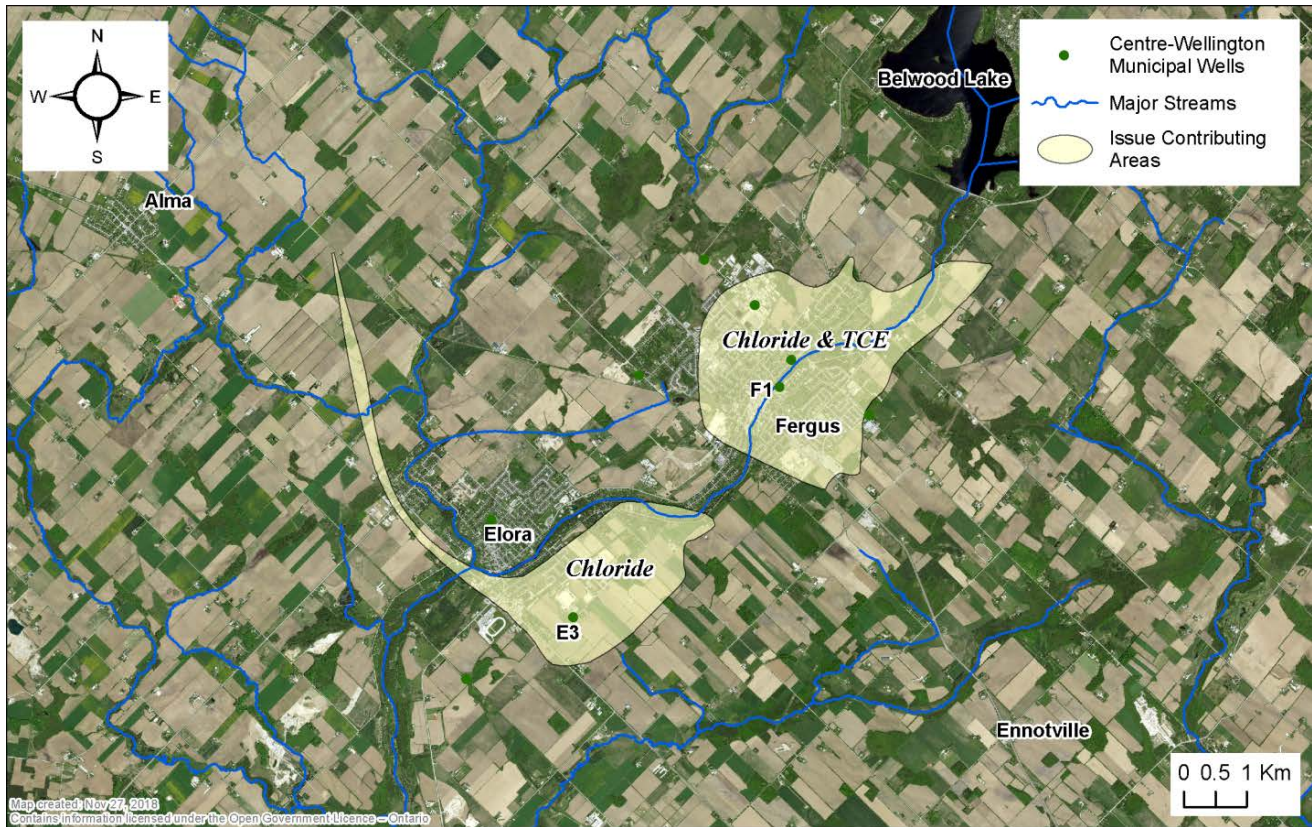 N
W
E
S
Centre-Wellington
Municipal Wells
Major Streams
Issue Contributing
Areas
Belwood Lake
Alma
Chloride & TCE
F1
Fergus
Elora
Chloride
E3
Ennotville
0 0.5 1 Km
Map created: Nov 27, 2018
Contains information licensed under the Open Government Licence – Ontario